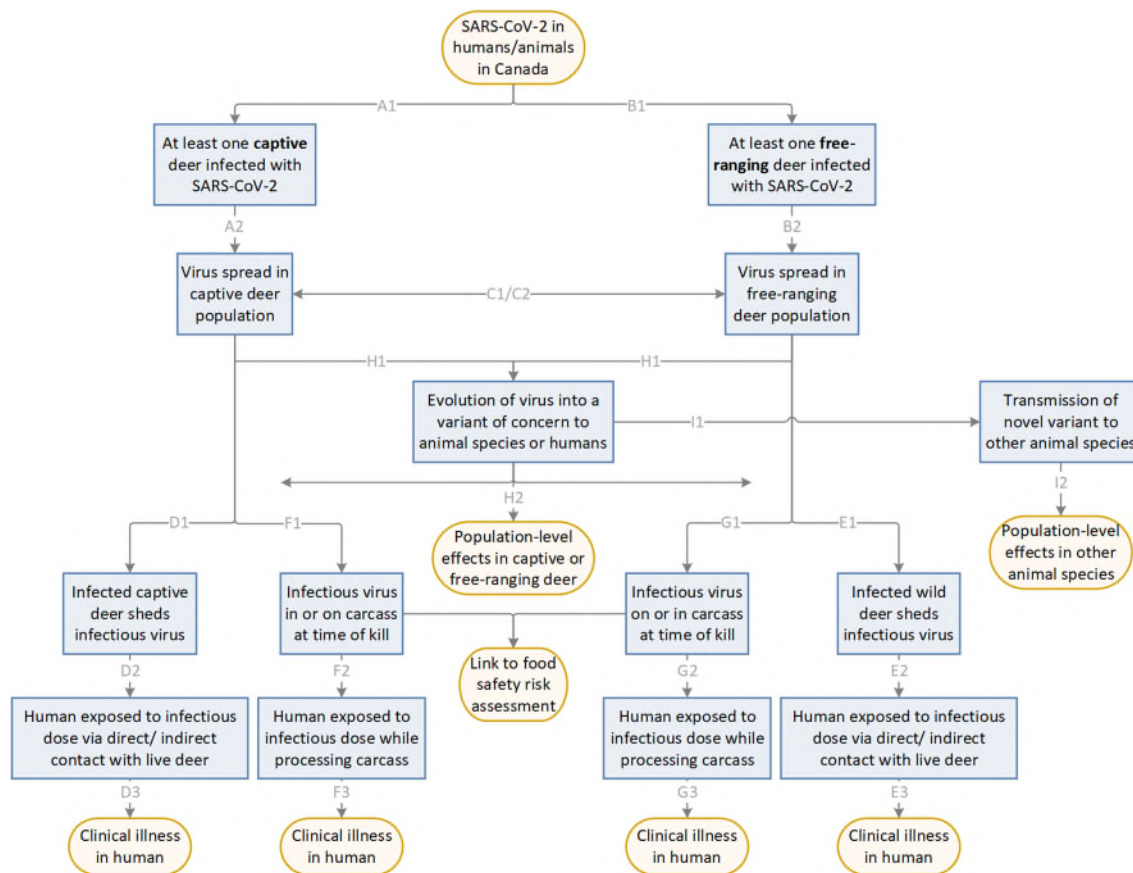 SARS-CoV-2 in
humans/animals
in Canada
A1
B1
At least one captive
deer infected with
SARS-CoV-2
At least one free-
ranging deer infected
with SARS-CoV-2
A2
B2
Virus spread in
captive deer
population
C1/C2
Virus spread in
free-ranging
deer population
H1
H1
Evolution of virus into a
variant of concern to
animal species or humans
I1
Transmission of
novel variant to
other animal species
H2
I2
D1
F1
G1
E1
Population-level
effects in captive or
free-ranging deer
Population-level
effects in other
animal species
Infected captive
deer sheds
infectious virus
Infectious virus
in or on carcass
at time of kill
Infectious virus
on or in carcass
at time of kill
Infected wild
deer sheds
infectious virus
Link to food
safety risk
assessment
D2
F2
G2
E2
Human exposed to infectious
dose via direct/ indirect
contact with live deer
Human exposed to
infectious dose while
processing carcass
Human exposed to
infectious dose while
processing carcass
Human exposed to infectious
dose via direct/ indirect
contact with live deer
D3
F3
G3
E3
Clinical illness
in human
Clinical illness
in human
Clinical illness
in human
Clinical illness
in human